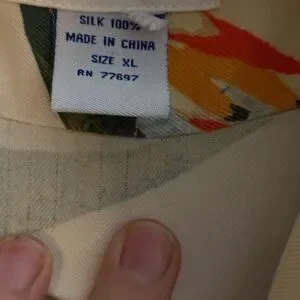 SILK 100%
MADE IN CHINA
SIZE XL
RN 77697